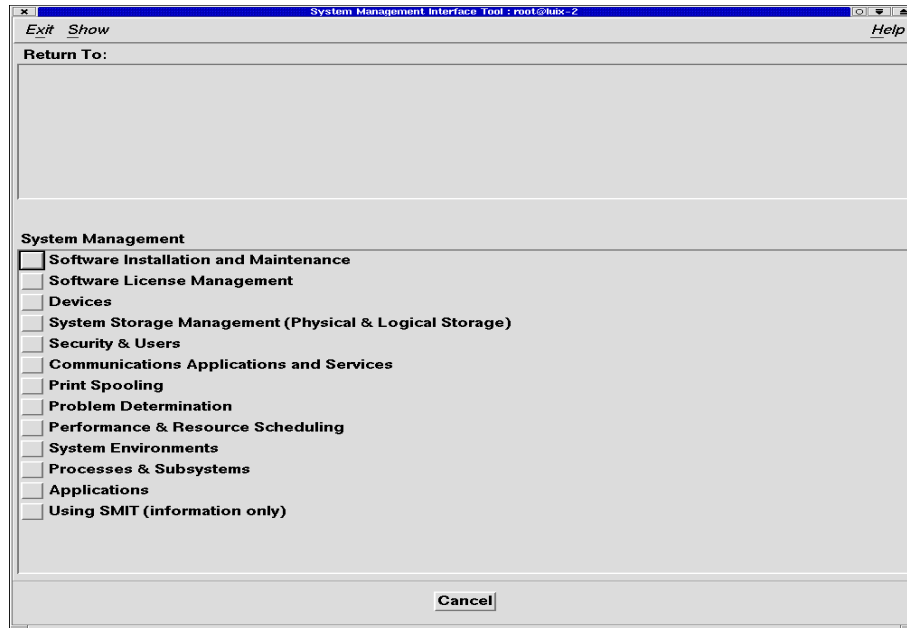 System Management Interface Tool : root@luix-2
Exit Show Help
Return To:
System Management
Software Installation and Maintenance
Software License Management
Devices
System Storage Management (Physical & Logical Storage)
Security & Users
Communications Applications and Services
Print Spooling
Problem Determination
Performance & Resource Scheduling
System Environments
Processes & Subsystems
Applications
Using SMIT (information only)
Cancel